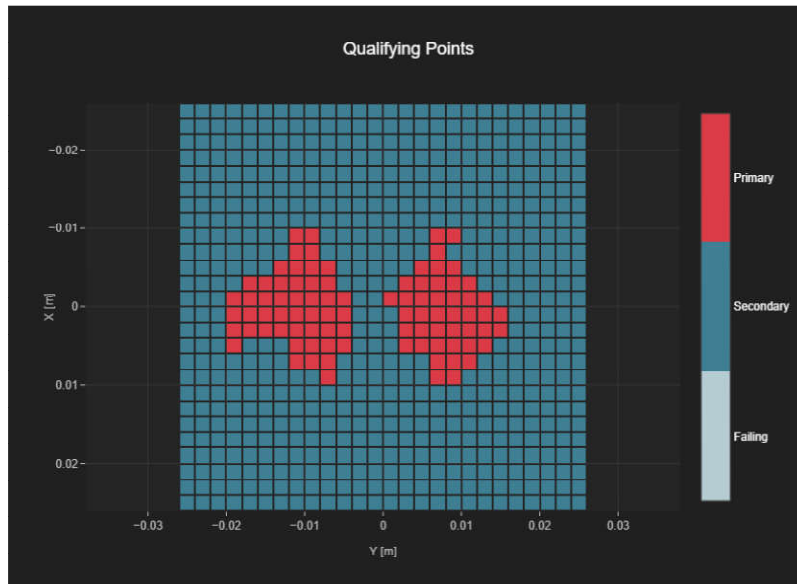 Qualifying Points
−0.02
−0.01
0
0.01
0.02
X [m]
−0.03
−0.02
−0.01
0
0.01
0.02
0.03
Y [m]
Primary
Secondary
Failing